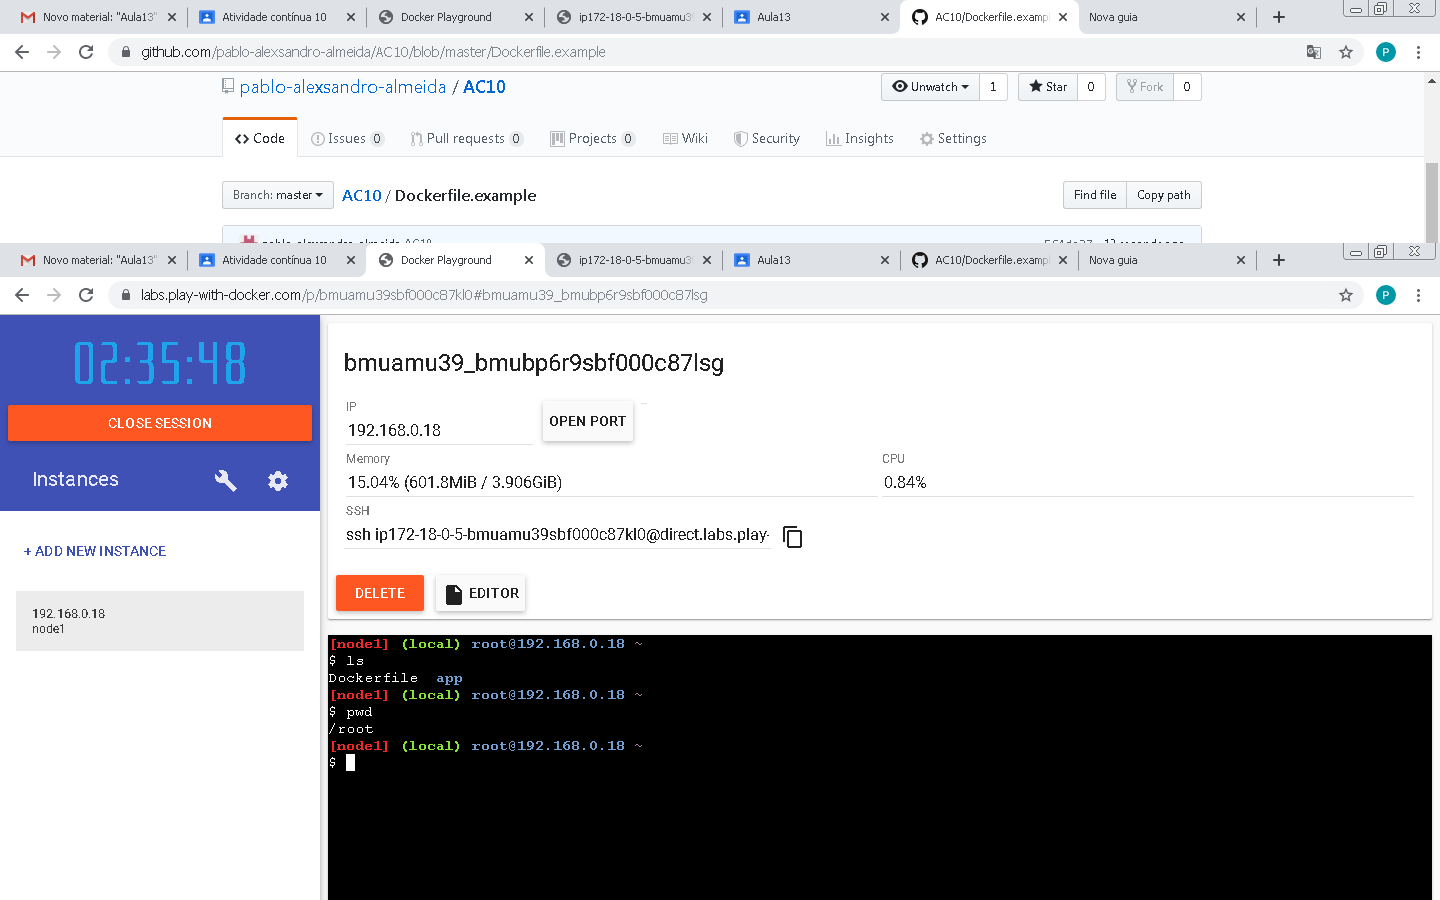 Novo material: "Aula13"
Atividade contínua 10
Docker Playground
ip172-18-0-5-bmuamu39
Aula13
AC10/Dockerfile.exampl
Nova guia
github.com/pablo-alexsandro-almeida/AC10/blob/master/Dockerfile.example
P
pablo-alexsandro-almeida / AC10
Unwatch 1
Star 0
Fork 0
Code
Issues 0
Pull requests 0
Projects 0
Wiki
Security
Insights
Settings
Branch: master
AC10 / Dockerfile.example
Find file
Copy path
Novo material: "Aula13"
Atividade contínua 10
Docker Playground
ip172-18-0-5-bmuamu39
Aula13
AC10/Dockerfile.exampl
Nova guia
labs.play-with-docker.com/p/bmuamu39sbf000c87kl0#bmuamu39_bmubp6r9sbf000c87lsg
P
02:35:48
CLOSE SESSION
Instances
+ ADD NEW INSTANCE
192.168.0.18
node1
bmuamu39_bmubp6r9sbf000c87lsg
IP
192.168.0.18
OPEN PORT
Memory
15.04% (601.8MiB / 3.906GiB)
CPU
0.84%
SSH
ssh ip172-18-0-5-bmuamu39sbf000c87kl0@direct.labs.play-
DELETE
EDITOR
[node1] (local) root@192.168.0.18 ~
$ ls
Dockerfile app
[node1] (local) root@192.168.0.18 ~
$ pwd
/root
[node1] (local) root@192.168.0.18 ~
$